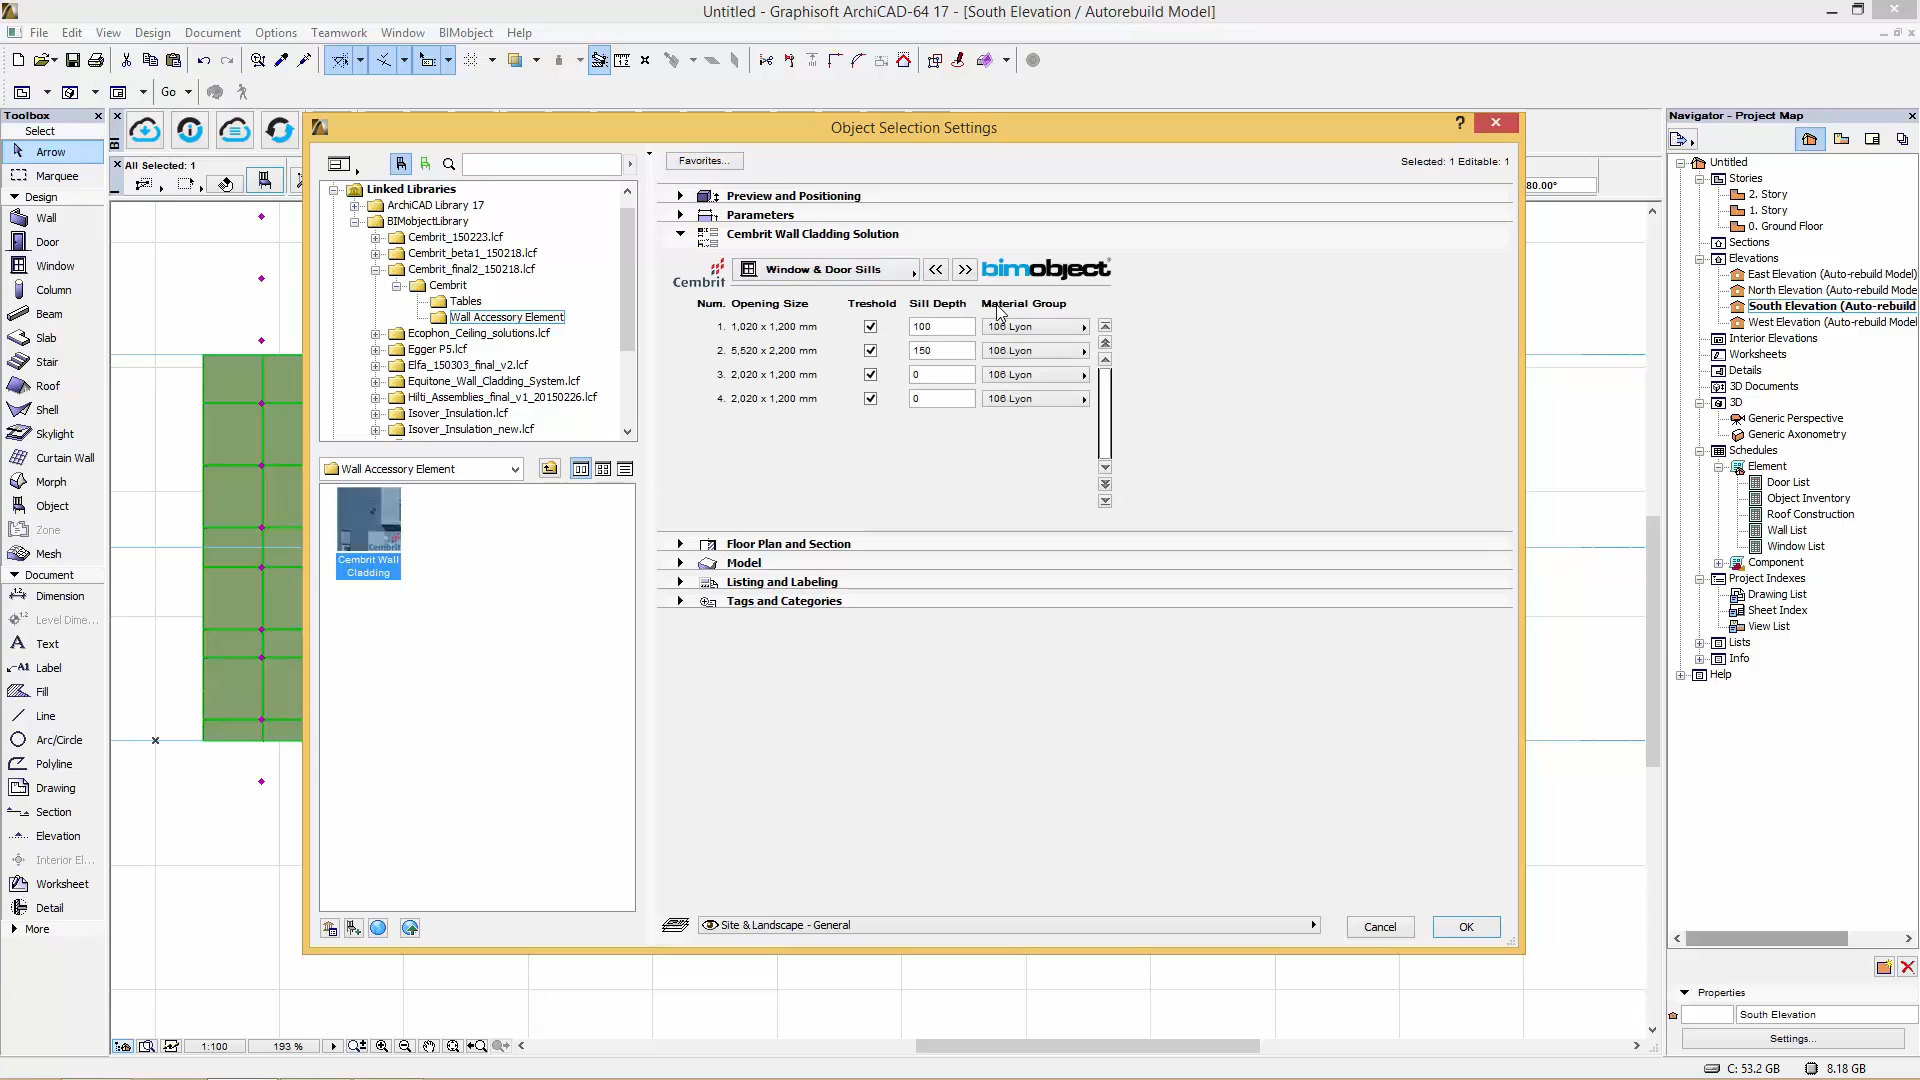 Untitled - Graphisoft ArchiCAD-64 17 - [South Elevation / Autorebuild Model]
File Edit View Design Document Options Teamwork Window BIMobject Help
Go
Toolbox
Select
Arrow
Marquee
Design
Wall
Door
Window
Column
Beam
Slab
Stair
Roof
Shell
Skylight
Curtain Wall
Morph
Object
Zone
Mesh
Document
Dimension
Level Dime...
Text
Label
Fill
Line
Arc/Circle
Polyline
Drawing
Section
Elevation
Interior El...
Worksheet
Detail
More
All Selected: 1
Object Selection Settings
Linked Libraries
ArchiCAD Library 17
BIMobjectLibrary
Cembrit_150223.lcf
Cembrit_beta1_150218.lcf
Cembrit_final2_150218.lcf
Cembrit
Tables
Wall Accessory Element
Ecophon_Ceiling_solutions.lcf
Egger P5.lcf
Elfa_150303_final_v2.lcf
Equitone_Wall_Cladding_System.lcf
Hilti_Assemblies_final_v1_20150226.lcf
Isover_Insulation.lcf
Isover_Insulation_new.lcf
Wall Accessory Element
Cembrit Wall
Cladding
Favorites...
Selected: 1 Editable: 1
Preview and Positioning
Parameters
Cembrit Wall Cladding Solution
Cembrit
Window & Door Sills
<< >>
bimobject
Num. Opening Size Treshold Sill Depth Material Group
1. 1,020 x 1,200 mm 100 106 Lyon
2. 5,520 x 2,200 mm 150 106 Lyon
3. 2,020 x 1,200 mm 0 106 Lyon
4. 2,020 x 1,200 mm 0 106 Lyon
Floor Plan and Section
Model
Listing and Labeling
Tags and Categories
Site & Landscape - General
Cancel
OK
80.00°
1:100
193 %
Navigator - Project Map
Untitled
Stories
2. Story
1. Story
0. Ground Floor
Sections
Elevations
East Elevation (Auto-rebuild Model)
North Elevation (Auto-rebuild Mode
South Elevation (Auto-rebuild
West Elevation (Auto-rebuild Model
Interior Elevations
Worksheets
Details
3D Documents
3D
Generic Perspective
Generic Axonometry
Schedules
Element
Door List
Object Inventory
Roof Construction
Wall List
Window List
Component
Project Indexes
Drawing List
Sheet Index
View List
Lists
Info
Help
Properties
South Elevation
Settings...
C: 53.2 GB
8.18 GB